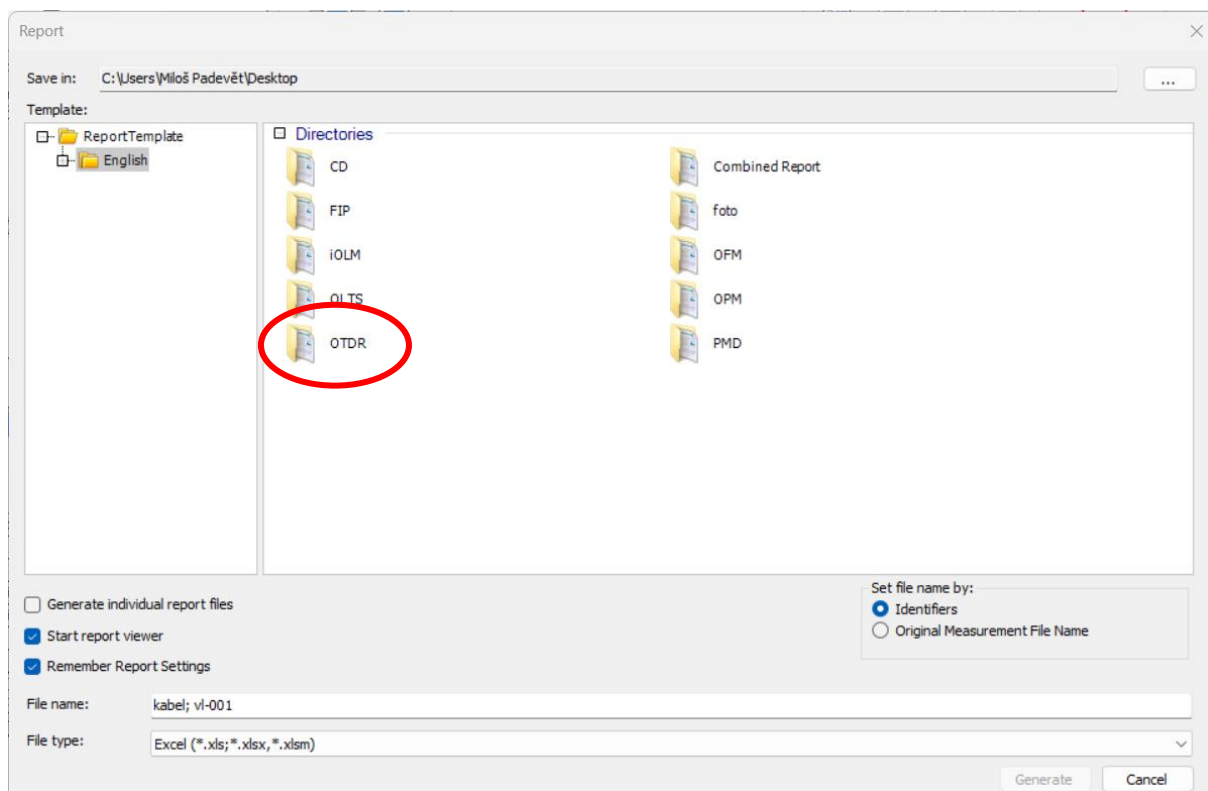 Report
Save in: C:\Users\Miloš Padevět\Desktop ...
Template:
ReportTemplate
English
Directories
CD
Combined Report
FIP
foto
iOLM
OFM
OLTS
OPM
OTDR
PMD
Generate individual report files
Start report viewer
Remember Report Settings
Set file name by:
Identifiers
Original Measurement File Name
File name: kabel; vl-001
File type: Excel (*.xls;*.xlsx,*.xlsm)
Generate Cancel